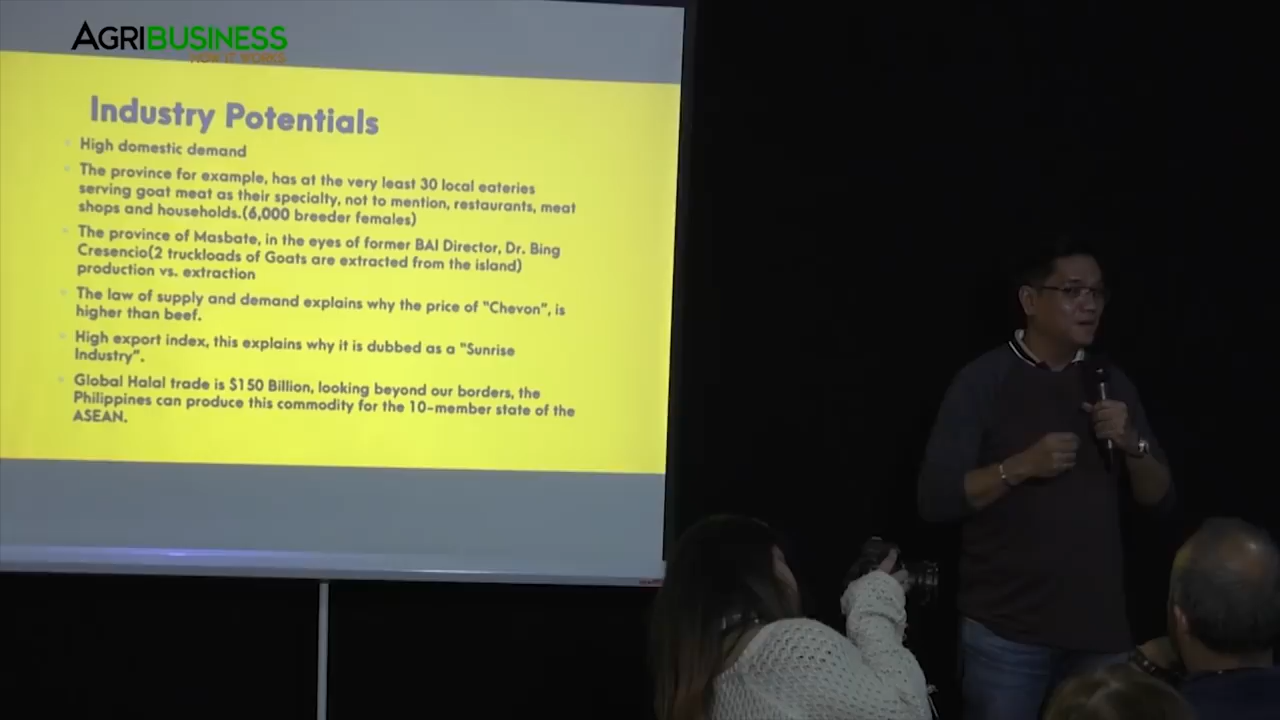 AGRIBUSINESS
HOW IT WORKS
Industry Potentials
High domestic demand
The province for example, has at the very least 30 local eateries
serving goat meat as their specialty, not to mention, restaurants, meat
shops and households.(6,000 breeder females)
The province of Masbate, in the eyes of former BAI Director, Dr. Bing
Cresencio(2 truckloads of Goats are extracted from the island)
production vs. extraction
The law of supply and demand explains why the price of "Chevon", is
higher than beef.
High export index, this explains why it is dubbed as a "Sunrise
Industry".
Global Halal trade is $150 Billion, looking beyond our borders, the
Philippines can produce this commodity for the 10-member state of the
ASEAN.